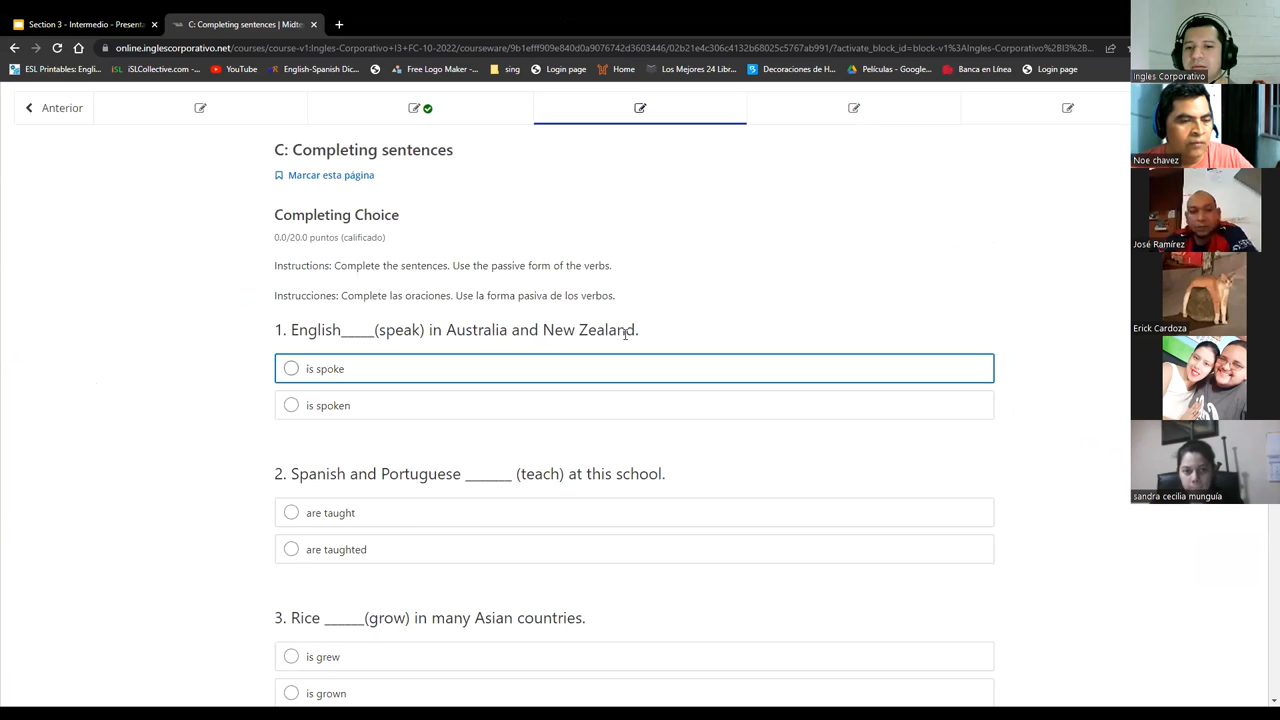 Section 3 - Intermedio - Presenta
C: Completing sentences | Midte
online.inglescorporativo.net/courses/course-v1:Ingles-Corporativo+I3+FC-10-2022/courseware/9b1efff909e840d0a9076742d3603446/02b21e4c306c4132b68025c5767ab991/?activate_block_id=block-v1%3AIngles-Corporativo%2BI3%2B...
ESL Printables: Engli...
iSLCollective.com -...
YouTube
English-Spanish Dic...
Free Logo Maker -...
sing
Login page
Home
Los Mejores 24 Libr...
Decoraciones de H...
Películas - Google...
Banca en Línea
Login page
Anterior
C: Completing sentences
Marcar esta página
Completing Choice
0.0/20.0 puntos (calificado)
Instructions: Complete the sentences. Use the passive form of the verbs.
Instrucciones: Complete las oraciones. Use la forma pasiva de los verbos.
1. English_____(speak) in Australia and New Zealand.
is spoke
is spoken
2. Spanish and Portuguese _______ (teach) at this school.
are taught
are taughted
3. Rice ______(grow) in many Asian countries.
is grew
is grown
Ingles Corporativo
Noe chavez
José Ramírez
Erick Cardoza
sandra cecilia munguía